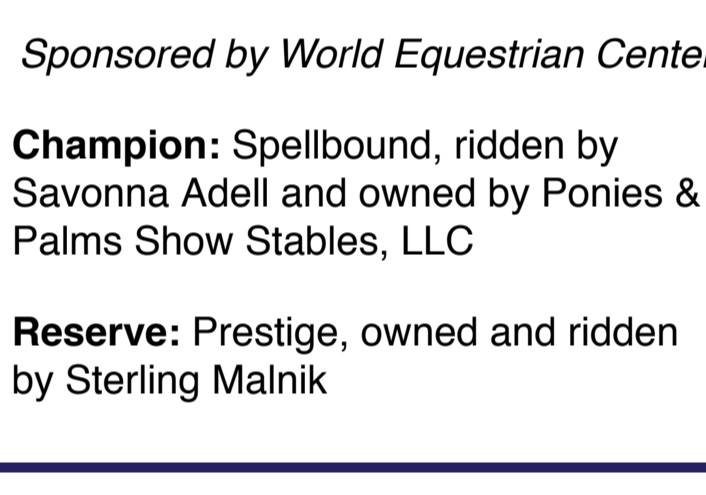 Sponsored by World Equestrian Center
Champion: Spellbound, ridden by
Savonna Adell and owned by Ponies &
Palms Show Stables, LLC
Reserve: Prestige, owned and ridden
by Sterling Malnik